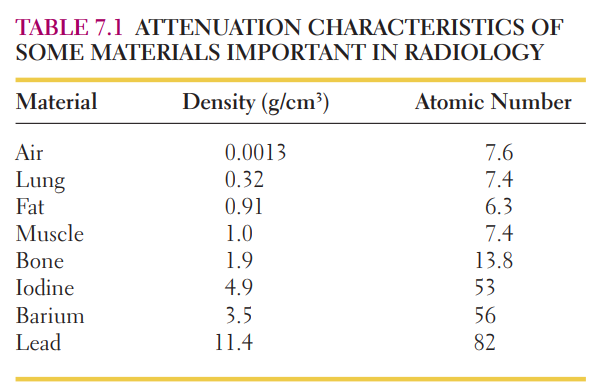 TABLE 7.1 ATTENUATION CHARACTERISTICS OF
SOME MATERIALS IMPORTANT IN RADIOLOGY
Material Density (g/cm³) Atomic Number
Air 0.0013 7.6
Lung 0.32 7.4
Fat 0.91 6.3
Muscle 1.0 7.4
Bone 1.9 13.8
Iodine 4.9 53
Barium 3.5 56
Lead 11.4 82